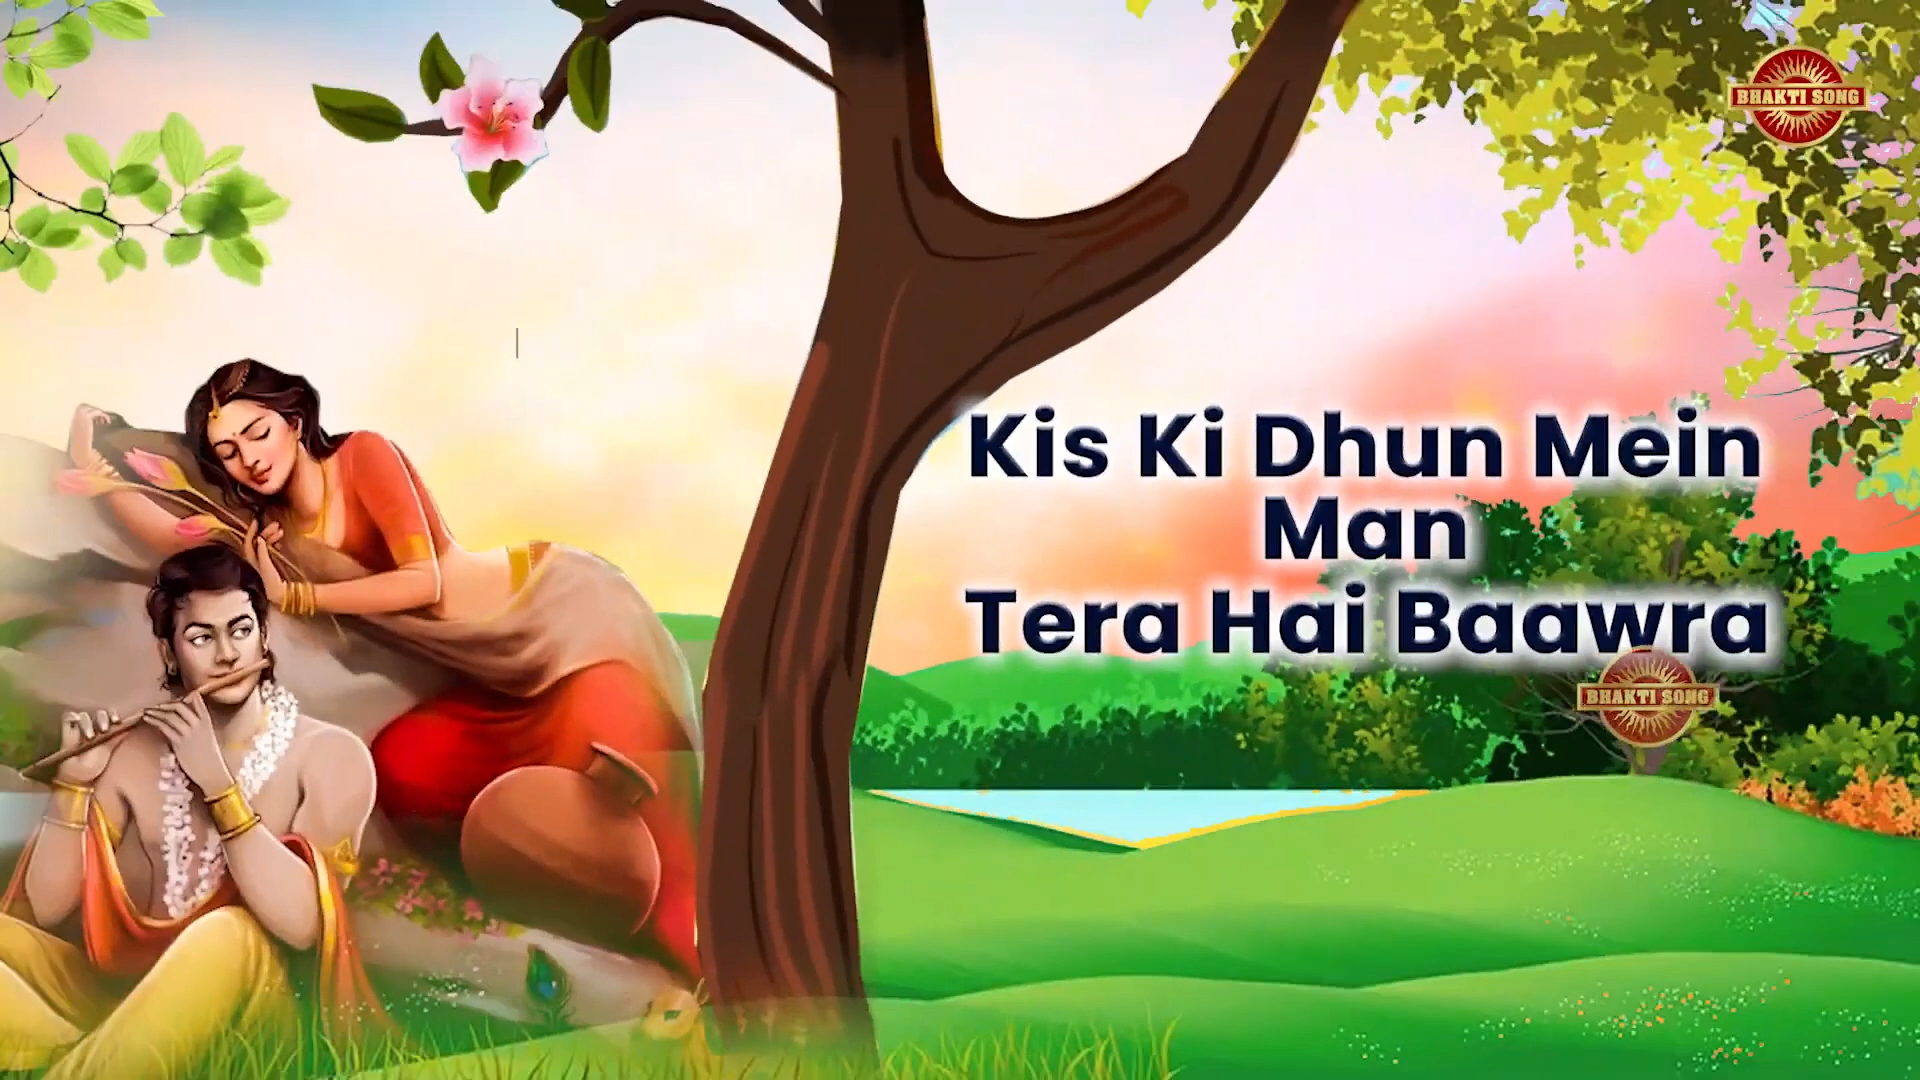 BHAKTI SONG
Kis Ki Dhun Mein
Man
Tera Hai Baawra
BHAKTI SONG